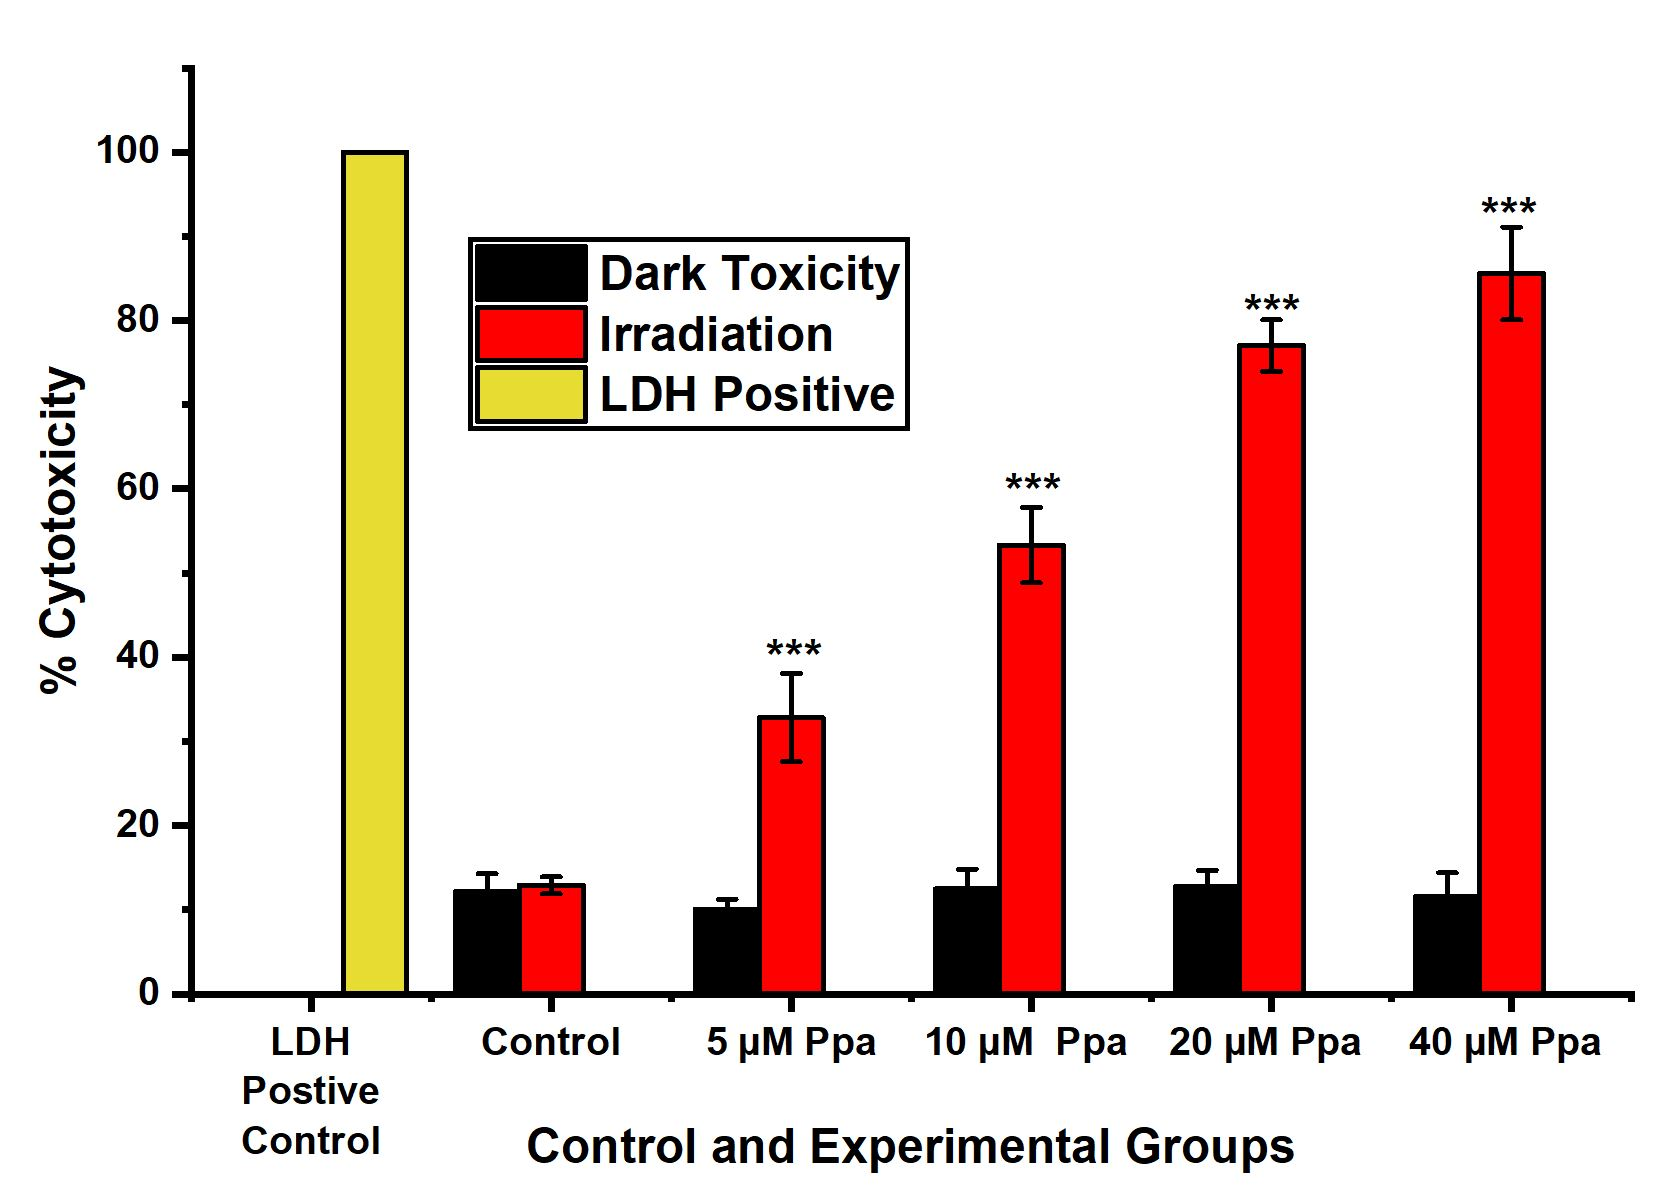 100
80
60
40
20
0
% Cytotoxicity
Dark Toxicity
Irradiation
LDH Positive
***
***
***
***
LDH
Postive
Control
Control
5 µM Ppa
10 µM  Ppa
20 µM Ppa
40 µM Ppa
Control and Experimental Groups